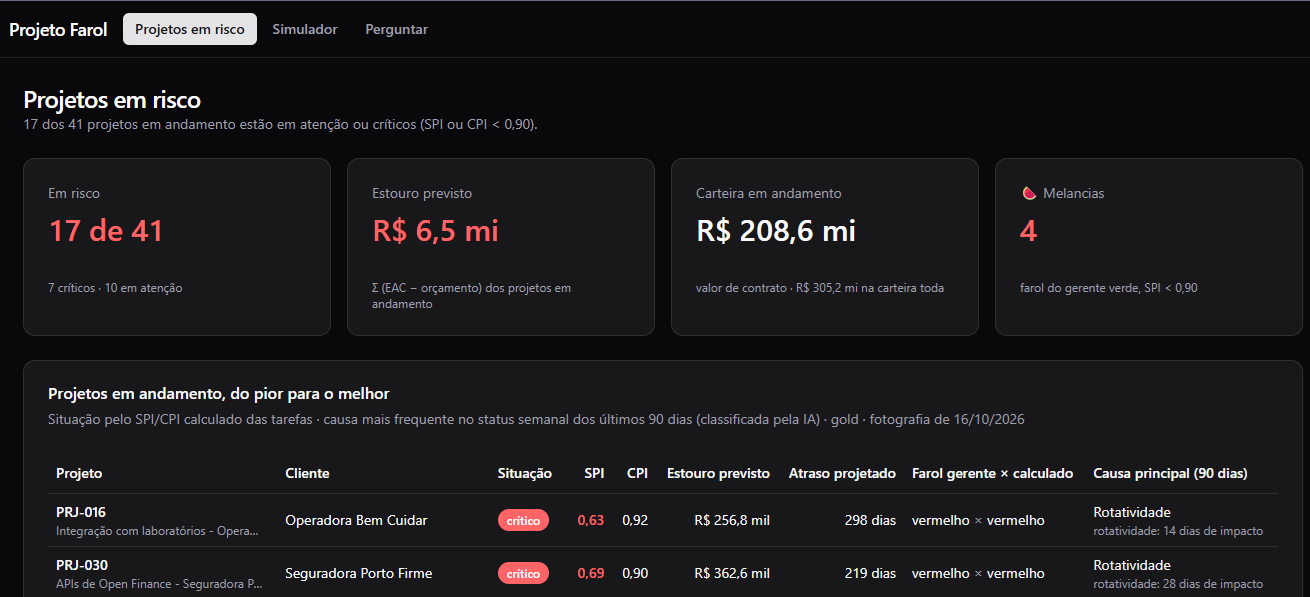 Projeto Farol Projetos em risco Simulador Perguntar
Projetos em risco
17 dos 41 projetos em andamento estão em atenção ou críticos (SPI ou CPI < 0,90).
Em risco
17 de 41
7 críticos · 10 em atenção
Estouro previsto
R$ 6,5 mi
Σ (EAC − orçamento) dos projetos em
andamento
Carteira em andamento
R$ 208,6 mi
valor de contrato · R$ 305,2 mi na carteira toda
🍉 Melancias
4
farol do gerente verde, SPI < 0,90
Projetos em andamento, do pior para o melhor
Situação pelo SPI/CPI calculado das tarefas · causa mais frequente no status semanal dos últimos 90 dias (classificada pela IA) · gold · fotografia de 16/10/2026
Projeto Cliente Situação SPI CPI Estouro previsto Atraso projetado Farol gerente × calculado Causa principal (90 dias)
PRJ-016
Integração com laboratórios - Opera... Operadora Bem Cuidar crítico 0,63 0,92 R$ 256,8 mil 298 dias vermelho × vermelho Rotatividade
rotatividade: 14 dias de impacto
PRJ-030
APIs de Open Finance - Seguradora P... Seguradora Porto Firme crítico 0,69 0,90 R$ 362,6 mil 219 dias vermelho × vermelho Rotatividade
rotatividade: 28 dias de impacto